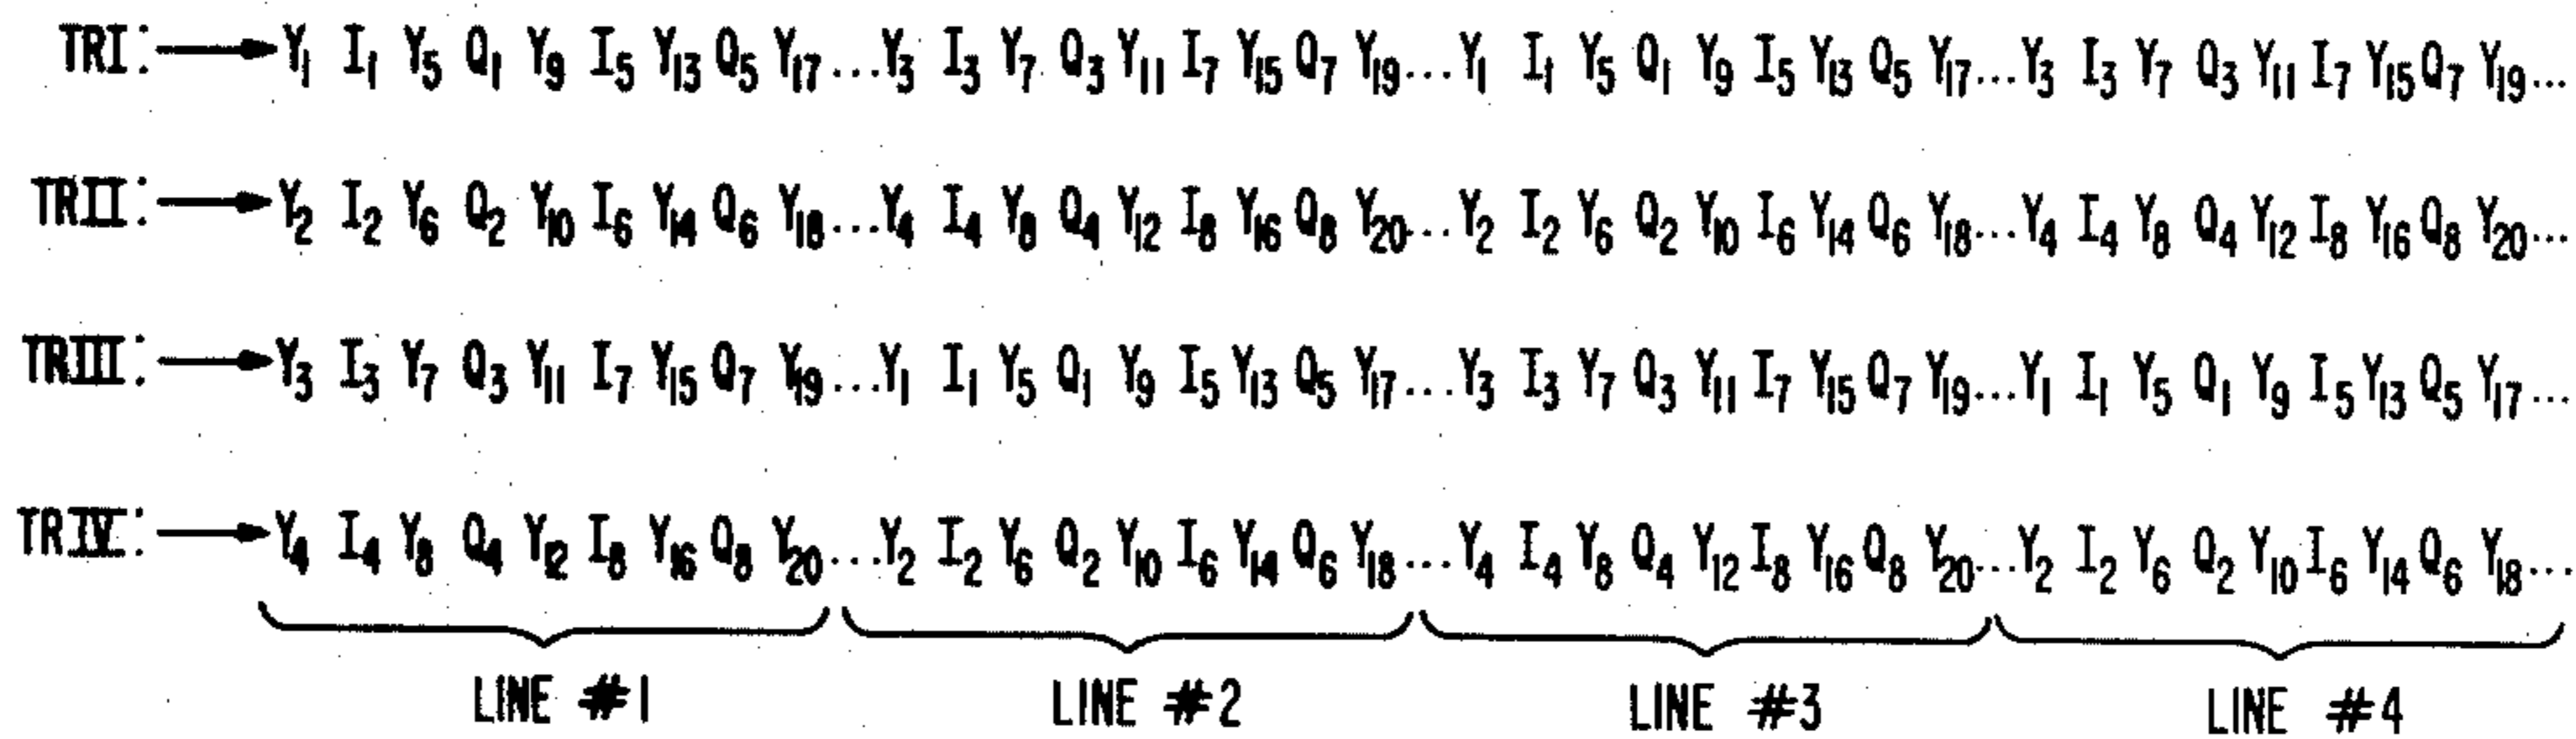 TRI: Y₁ I₁ Y₅ Q₁ Y₉ I₅ Y₁₃ Q₅ Y₁₇...Y₃ I₃ Y₇ Q₃ Y₁₁ I₇ Y₁₅ Q₇ Y₁₉...Y₁ I₁ Y₅ Q₁ Y₉ I₅ Y₁₃ Q₅ Y₁₇...Y₃ I₃ Y₇ Q₃ Y₁₁ I₇ Y₁₅ Q₇ Y₁₉...
TRII: Y₂ I₂ Y₆ Q₂ Y₁₀ I₆ Y₁₄ Q₆ Y₁₈...Y₄ I₄ Y₈ Q₄ Y₁₂ I₈ Y₁₆ Q₈ Y₂₀...Y₂ I₂ Y₆ Q₂ Y₁₀ I₆ Y₁₄ Q₆ Y₁₈...Y₄ I₄ Y₈ Q₄ Y₁₂ I₈ Y₁₆ Q₈ Y₂₀...
TRIII: Y₃ I₃ Y₇ Q₃ Y₁₁ I₇ Y₁₅ Q₇ Y₁₉...Y₁ I₁ Y₅ Q₁ Y₉ I₅ Y₁₃ Q₅ Y₁₇...Y₃ I₃ Y₇ Q₃ Y₁₁ I₇ Y₁₅ Q₇ Y₁₉...Y₁ I₁ Y₅ Q₁ Y₉ I₅ Y₁₃ Q₅ Y₁₇...
TRIV: Y₄ I₄ Y₈ Q₄ Y₁₂ I₈ Y₁₆ Q₈ Y₂₀...Y₂ I₂ Y₆ Q₂ Y₁₀ I₆ Y₁₄ Q₆ Y₁₈...Y₄ I₄ Y₈ Q₄ Y₁₂ I₈ Y₁₆ Q₈ Y₂₀...Y₂ I₂ Y₆ Q₂ Y₁₀ I₆ Y₁₄ Q₆ Y₁₈...
LINE #1 LINE #2 LINE #3 LINE #4